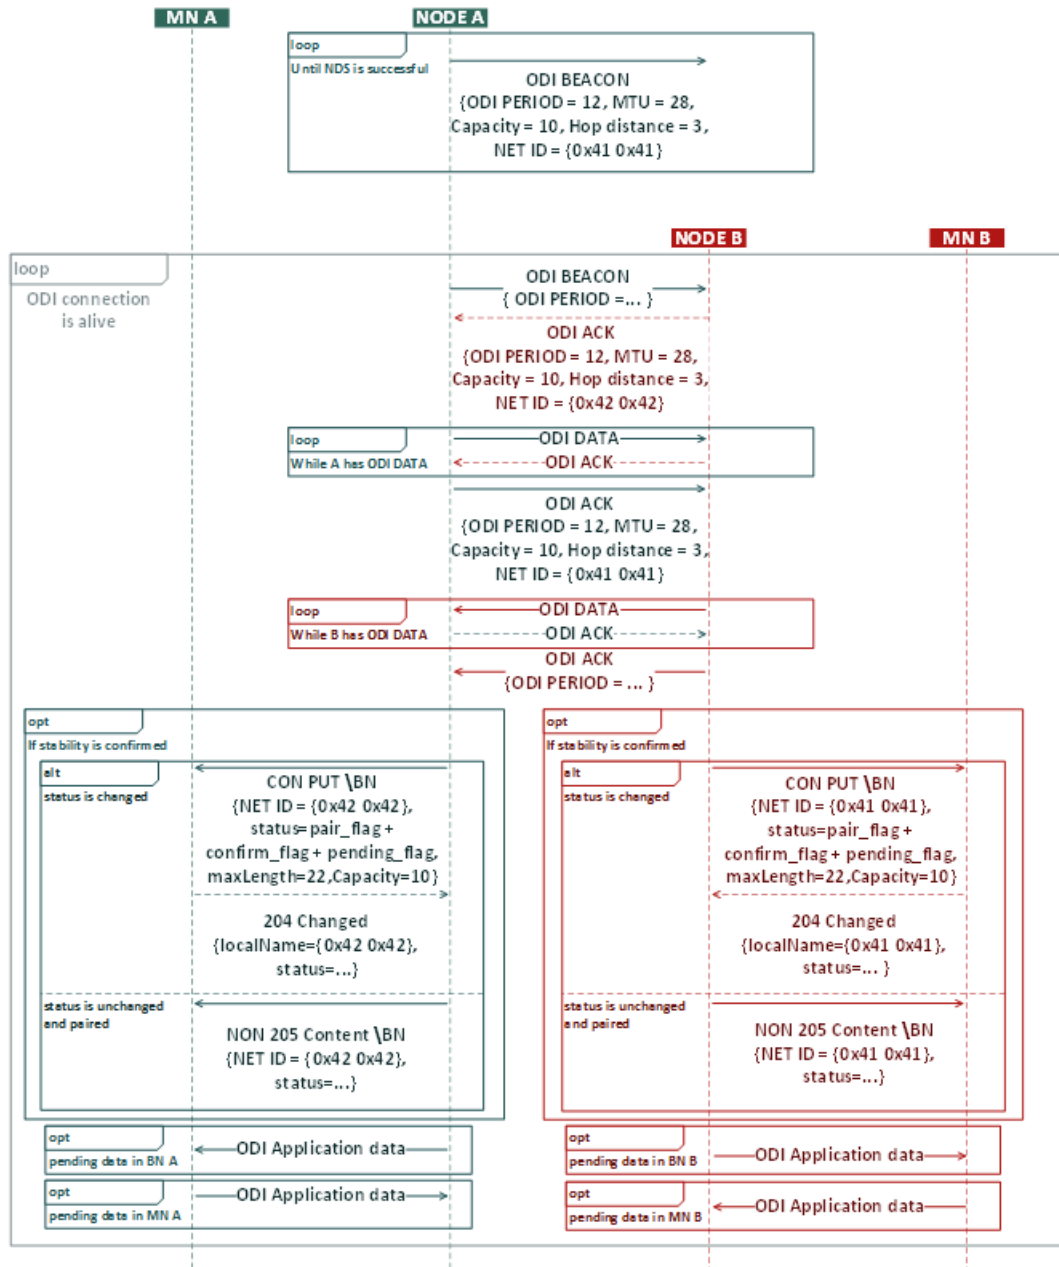 MN A
NODE A
loop
Until NDS is successful
ODI BEACON
{ODI PERIOD = 12, MTU = 28,
Capacity = 10, Hop distance = 3,
NET ID = {0x41 0x41}
NODE B
MN B
loop
ODI connection
is alive
ODI BEACON
{ ODI PERIOD =... }
ODI ACK
{ODI PERIOD = 12, MTU = 28,
Capacity = 10, Hop distance = 3,
NET ID = {0x42 0x42}
loop
While A has ODI DATA
ODI DATA
ODI ACK
ODI ACK
{ODI PERIOD = 12, MTU = 28,
Capacity = 10, Hop distance = 3,
NET ID = {0x41 0x41}
loop
While B has ODI DATA
ODI DATA
ODI ACK
ODI ACK
{ODI PERIOD = ... }
opt
If stability is confirmed
alt
status is changed
CON PUT \BN
{NET ID = {0x42 0x42},
status=pair_flag +
confirm_flag + pending_flag,
maxLength=22,Capacity=10}
204 Changed
{localName={0x42 0x42},
status=...}
status is unchanged
and paired
NON 205 Content \BN
{NET ID = {0x42 0x42},
status=...}
opt
If stability is confirmed
alt
status is changed
CON PUT \BN
{NET ID = {0x41 0x41},
status=pair_flag +
confirm_flag + pending_flag,
maxLength=22,Capacity=10}
204 Changed
{localName={0x41 0x41},
status=... }
status is unchanged
and paired
NON 205 Content \BN
{NET ID = {0x41 0x41},
status=...}
opt
pending data in BN A
ODI Application data
opt
pending data in BN B
ODI Application data
opt
pending data in MN A
ODI Application data
opt
pending data in MN B
ODI Application data